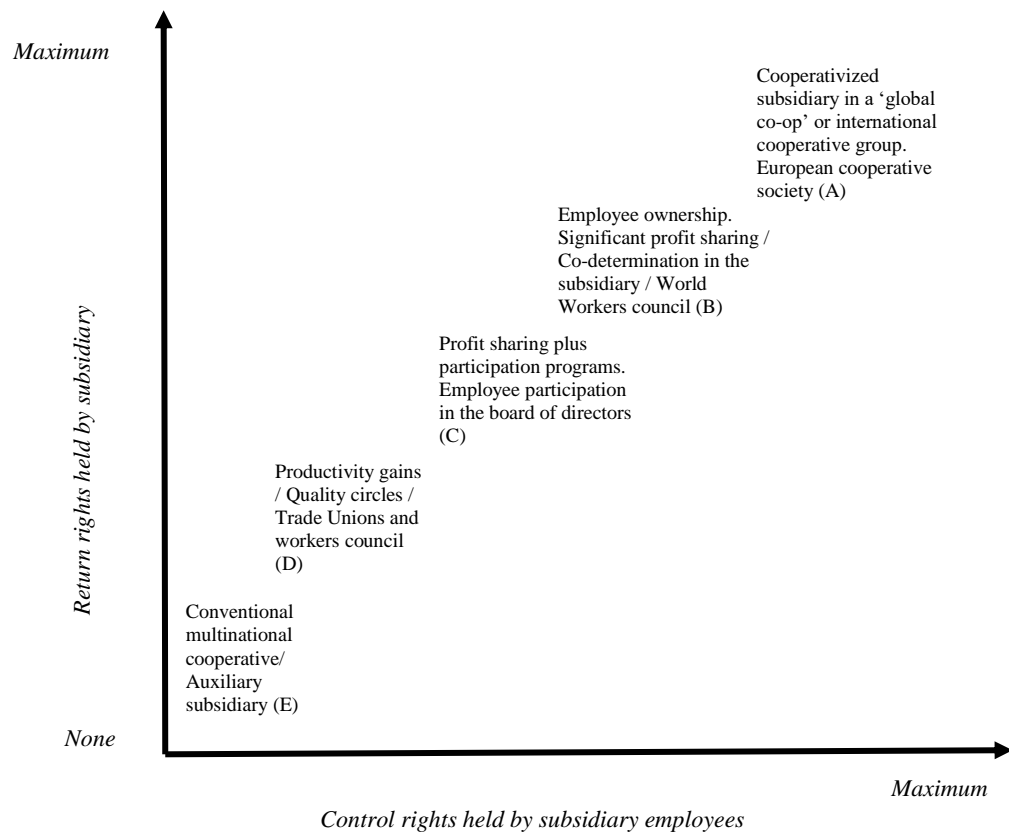 Maximum
Cooperativized
subsidiary in a ‘global
co-op’ or international
cooperative group.
European cooperative
society (A)
Employee ownership.
Significant profit sharing /
Co-determination in the
subsidiary / World
Workers council (B)
Return rights held by subsidiary
Profit sharing plus
participation programs.
Employee participation
in the board of directors
(C)
Productivity gains
/ Quality circles /
Trade Unions and
workers council
(D)
Conventional
multinational
cooperative/
Auxiliary
subsidiary (E)
None
Maximum
Control rights held by subsidiary employees